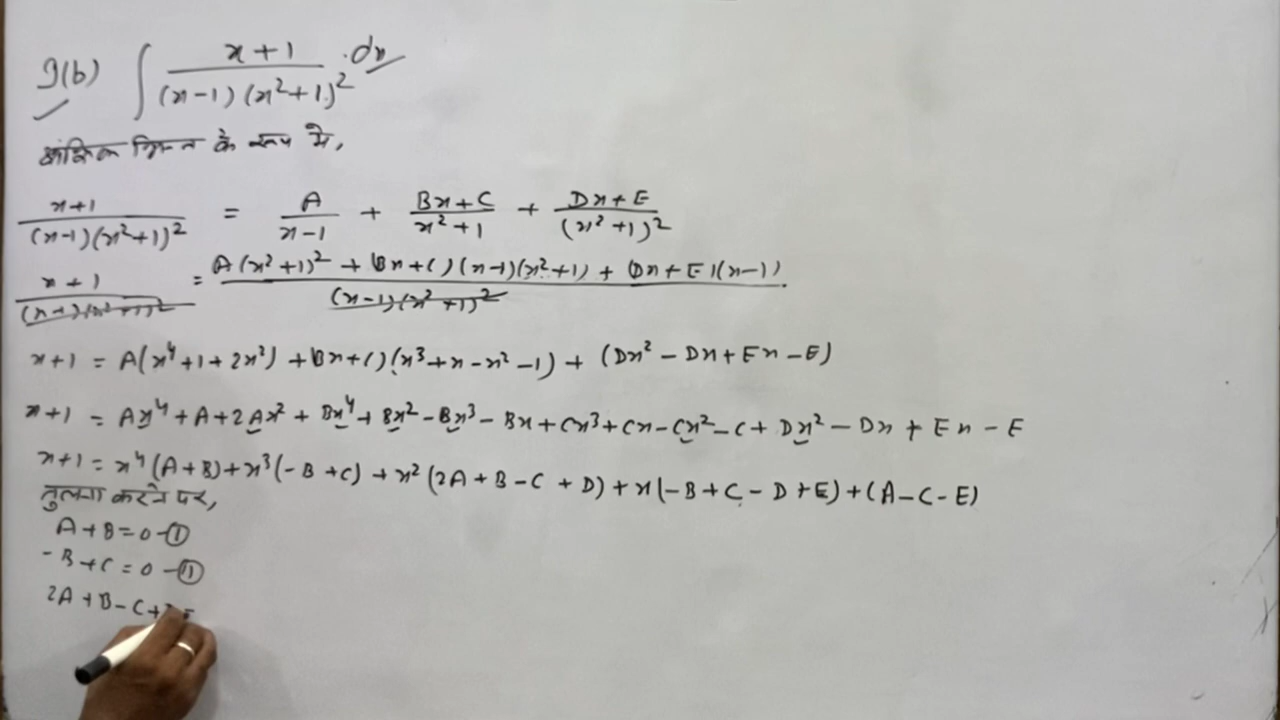 9(b) ∫ x+1 / (x-1)(x²+1)² .dx
आंशिक भिन्न के रूप में,
x+1 / (x-1)(x²+1)² = A / x-1 + Bx+C / x²+1 + Dx+E / (x²+1)²
x+1 / (x-1)(x²+1)² = A(x²+1)² + (Bx+C)(x-1)(x²+1) + (Dx+E)(x-1) / (x-1)(x²+1)²
x+1 = A(x⁴+1+2x²) + (Bx+C)(x³+x-x²-1) + (Dx²-Dx+Ex-E)
x+1 = Ax⁴+A+2Ax²+Bx⁴+Bx²-Bx³-Bx+Cx³+Cx-Cx²-C+Dx²-Dx+Ex-E
x+1 = x⁴(A+B)+x³(-B+C)+x²(2A+B-C+D)+x(-B+C-D+E)+(A-C-E)
तुलना करने पर,
A+B=0-①
-B+C=0-⑪
2A+B-C+